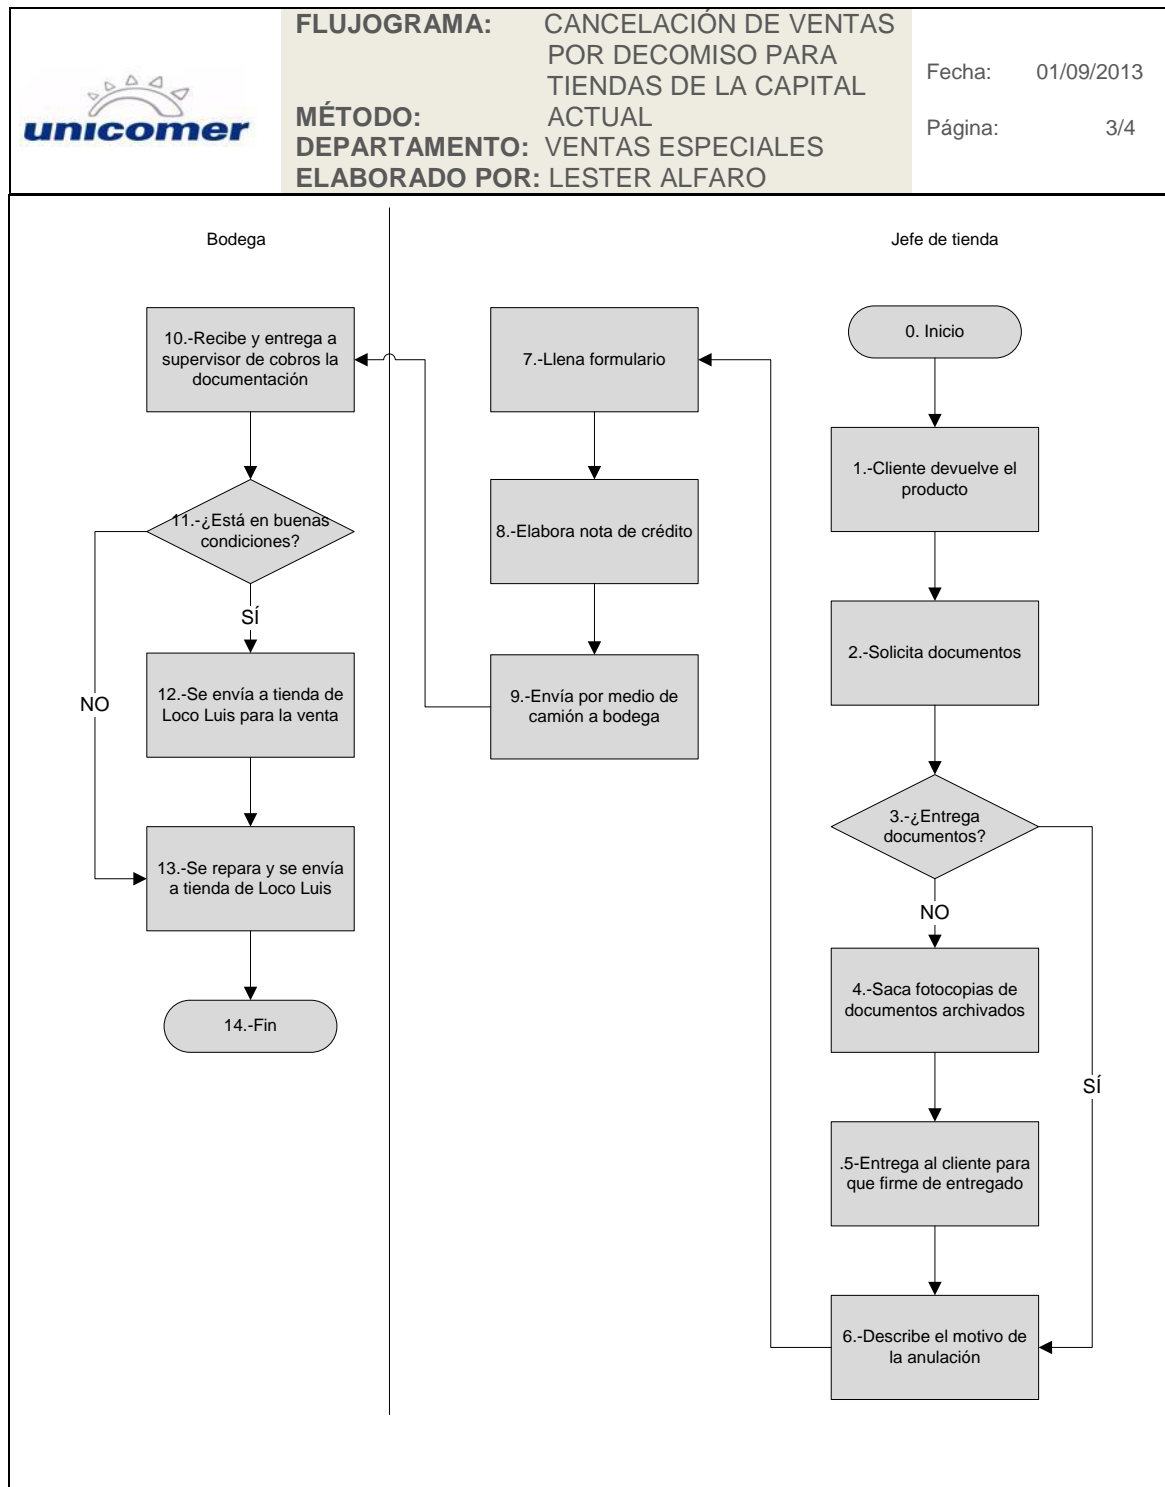 unicomer
FLUJOGRAMA: CANCELACIÓN DE VENTAS
POR DECOMISO PARA
TIENDAS DE LA CAPITAL
MÉTODO: ACTUAL
DEPARTAMENTO: VENTAS ESPECIALES
ELABORADO POR: LESTER ALFARO
Fecha: 01/09/2013
Página: 3/4
Bodega
Jefe de tienda
0. Inicio
1.-Cliente devuelve el
producto
2.-Solicita documentos
3.-¿Entrega
documentos?
NO
SÍ
4.-Saca fotocopias de
documentos archivados
.5-Entrega al cliente para
que firme de entregado
6.-Describe el motivo de
la anulación
7.-Llena formulario
8.-Elabora nota de crédito
9.-Envía por medio de
camión a bodega
10.-Recibe y entrega a
supervisor de cobros la
documentación
11.-¿Está en buenas
condiciones?
SÍ
NO
12.-Se envía a tienda de
Loco Luis para la venta
13.-Se repara y se envía
a tienda de Loco Luis
14.-Fin